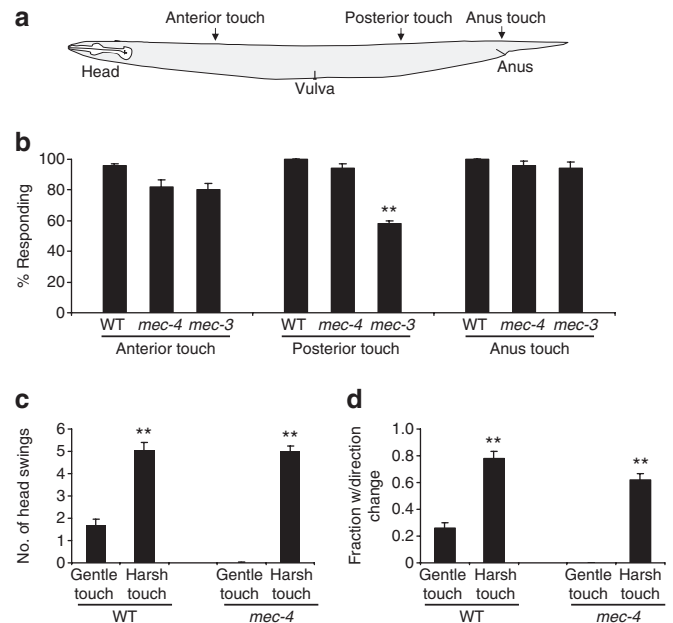 a
Anterior touch Posterior touch Anus touch
Head
Vulva
Anus
b
% Responding
100
80
60
40
20
0
**
WT mec-4 mec-3 WT mec-4 mec-3 WT mec-4 mec-3
Anterior touch Posterior touch Anus touch
c
No. of head swings
6
5
4
3
2
1
0
** **
Gentle touch Harsh touch Gentle touch Harsh touch
WT mec-4
d
Fraction w/direction
change
1.0
0.8
0.6
0.4
0.2
0
** **
Gentle touch Harsh touch Gentle touch Harsh touch
WT mec-4